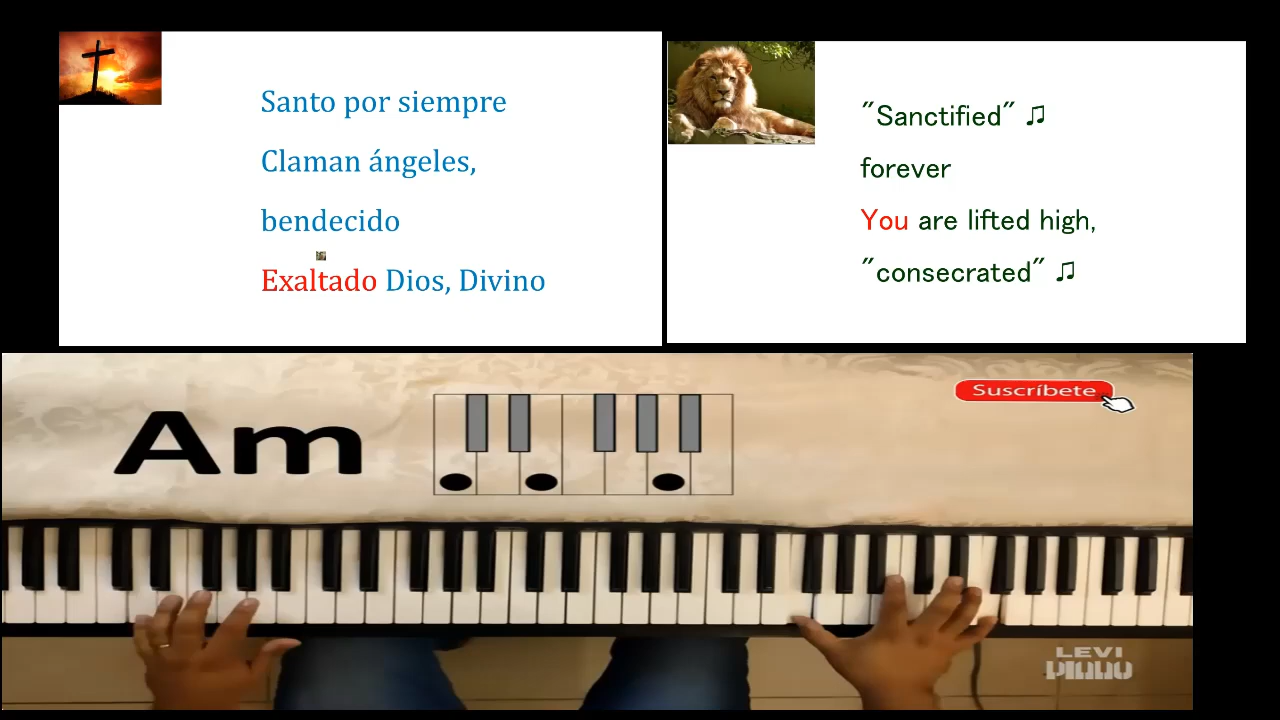 Santo por siempre
Claman ángeles,
bendecido
Exaltado Dios, Divino
"Sanctified" ♫
forever
You are lifted high,
"consecrated" ♫
Am
Suscríbete
LEVI
PIANO